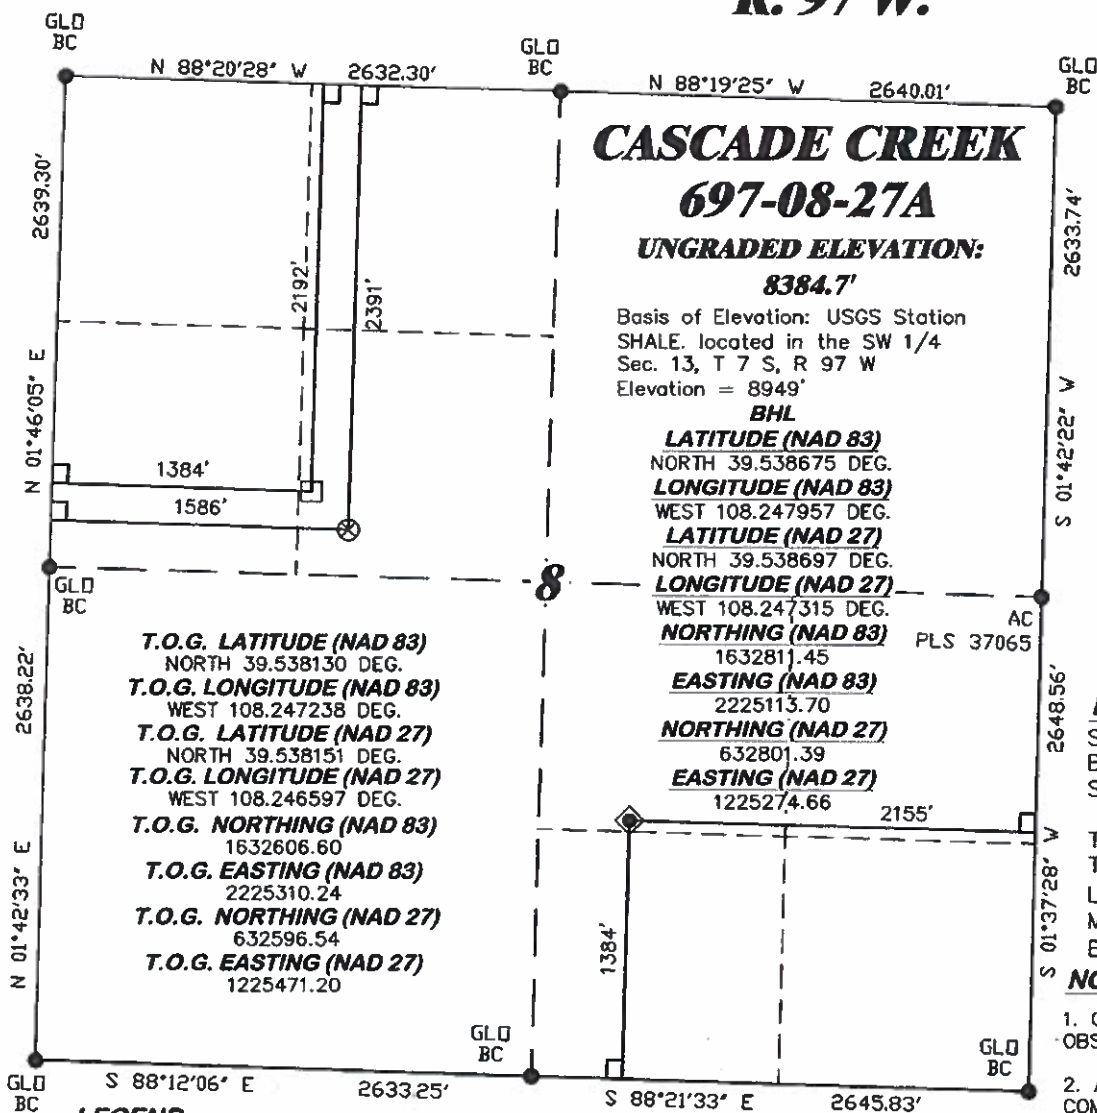 R. 97 W.
GLO
BC
GLO
BC
GLO
BC
N 88°20'28" W 2632.30'
N 88°19'25" W 2640.01'
CASCADE CREEK
697-08-27A
UNGRADED ELEVATION:
8384.7'
Basis of Elevation: USGS Station
SHALE. located in the SW 1/4
Sec. 13, T 7 S, R 97 W
Elevation = 8949'
BHL
LATITUDE (NAD 83)
NORTH 39.538675 DEG.
LONGITUDE (NAD 83)
WEST 108.247957 DEG.
LATITUDE (NAD 27)
NORTH 39.538697 DEG.
LONGITUDE (NAD 27)
WEST 108.247315 DEG.
NORTHING (NAD 83)
1632811.45
EASTING (NAD 83)
2225113.70
NORTHING (NAD 27)
632801.39
EASTING (NAD 27)
1225274.66
2639.30'
N 01°46'05" E
2192'
2391'
1384'
1586'
2633.74'
S 01°42'22" W
GLO
BC
8
AC
PLS 37065
T.O.G. LATITUDE (NAD 83)
NORTH 39.538130 DEG.
T.O.G. LONGITUDE (NAD 83)
WEST 108.247238 DEG.
T.O.G. LATITUDE (NAD 27)
NORTH 39.538151 DEG.
T.O.G. LONGITUDE (NAD 27)
WEST 108.246597 DEG.
T.O.G. NORTHING (NAD 83)
1632606.60
T.O.G. EASTING (NAD 83)
2225310.24
T.O.G. NORTHING (NAD 27)
632596.54
T.O.G. EASTING (NAD 27)
1225471.20
2638.22'
N 01°42'33" E
2648.56'
S 01°37'28" W
2155'
1384'
GLO
BC
GLO
BC
GLO
BC
S 88°12'06" E 2633.25'
S 88°21'33" E 2645.83'
LEGEND
B
S
T
T
L
M
B
NO
1. C
OBS
2. A
COM